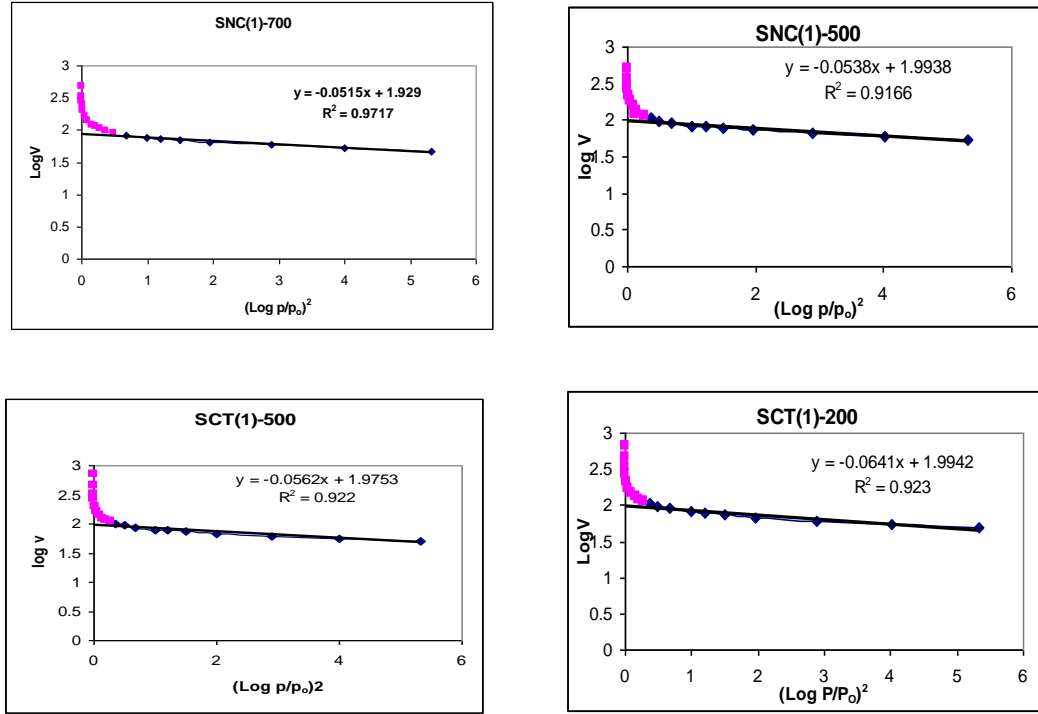 SNC(1)-700
y = -0.0515x + 1.929
R² = 0.9717
3
2.5
2
1.5
1
0.5
0
LogV
0 1 2 3 4 5 6
(Log p/pₒ)²
SNC(1)-500
y = -0.0538x + 1.9938
R² = 0.9166
3
2.5
2
1.5
1
0.5
0
log V
0 2 4 6
(Log p/pₒ)²
SCT(1)-500
y = -0.0562x + 1.9753
R² = 0.922
3
2.5
2
1.5
1
0.5
0
log v
0 2 4 6
(Log p/pₒ)2
SCT(1)-200
y = -0.0641x + 1.9942
R² = 0.923
3
2.5
2
1.5
1
0.5
0
LogV
0 1 2 3 4 5 6
(Log P/Pₒ)²